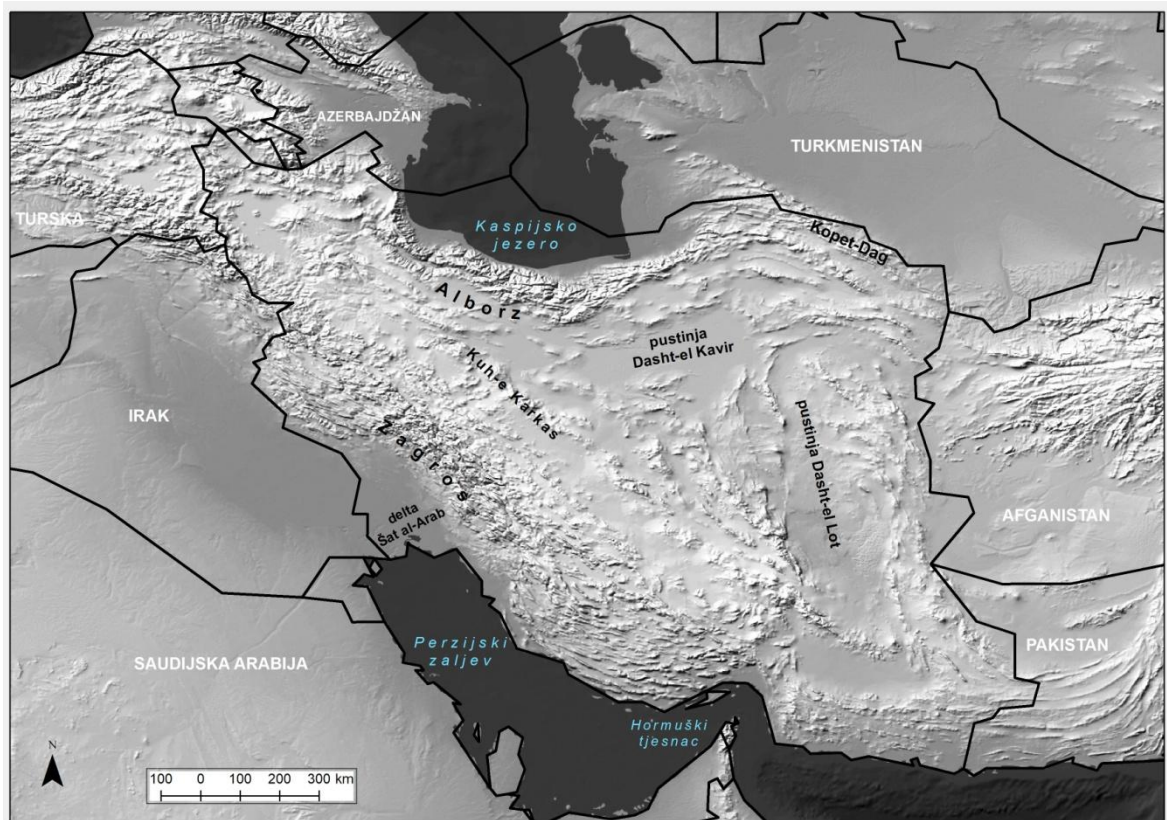 AZERBAJDŽAN
TURKMENISTAN
TURSKA
Kaspijsko
jezero
Kopet-Dag
Alborz
pustinja
Dasht-el Kavir
Kuh-e Karkas
IRAK
Zagros
pustinja Dasht-el Lot
delta
Šat al-Arab
AFGANISTAN
Perzijski
zaljev
PAKISTAN
SAUDIJSKA ARABIJA
Hormuški
tjesnac
N
100 0 100 200 300 km